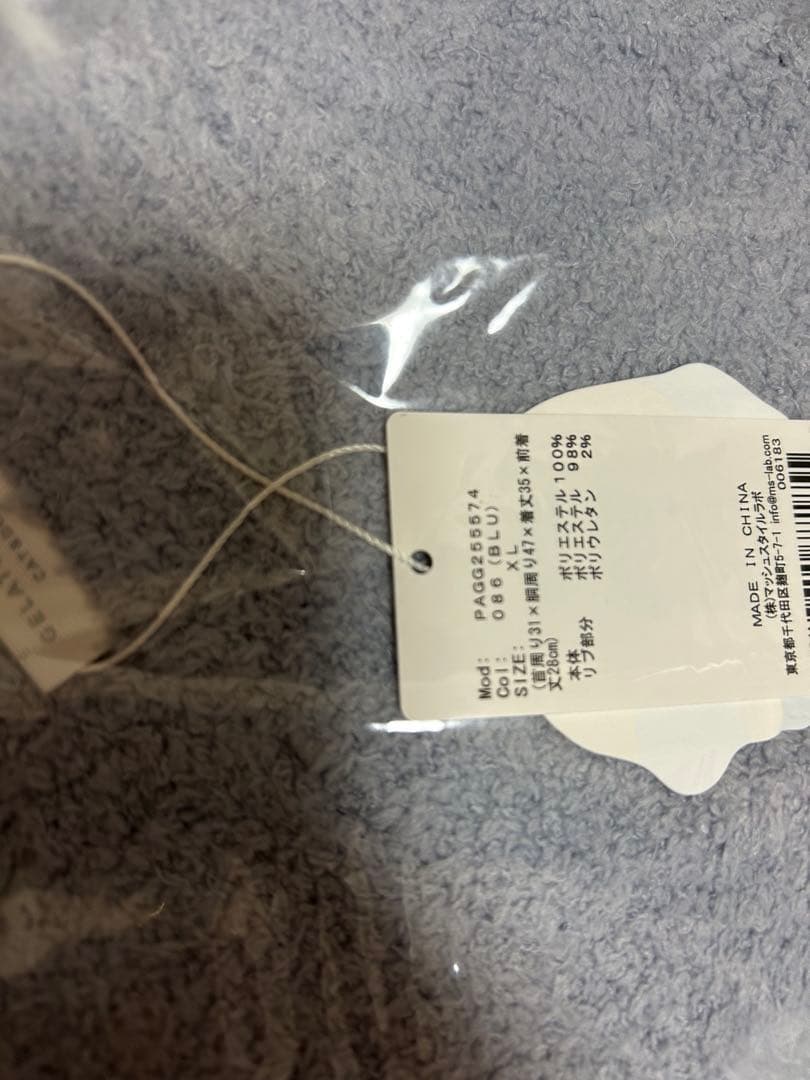 Mod: PAGG255574
Col: 086(BLU)
SIZE: XL
(首周り31×胴周り47×着丈35×前着
丈28cm)
本体 ポリエステル100%
リブ部分 ポリエステル 98%
ポリウレタン 2%
MADE IN CHINA
(株)マッシュスタイルラボ
東京都千代田区麹町5-7-1 info@ms-lab.com
006183